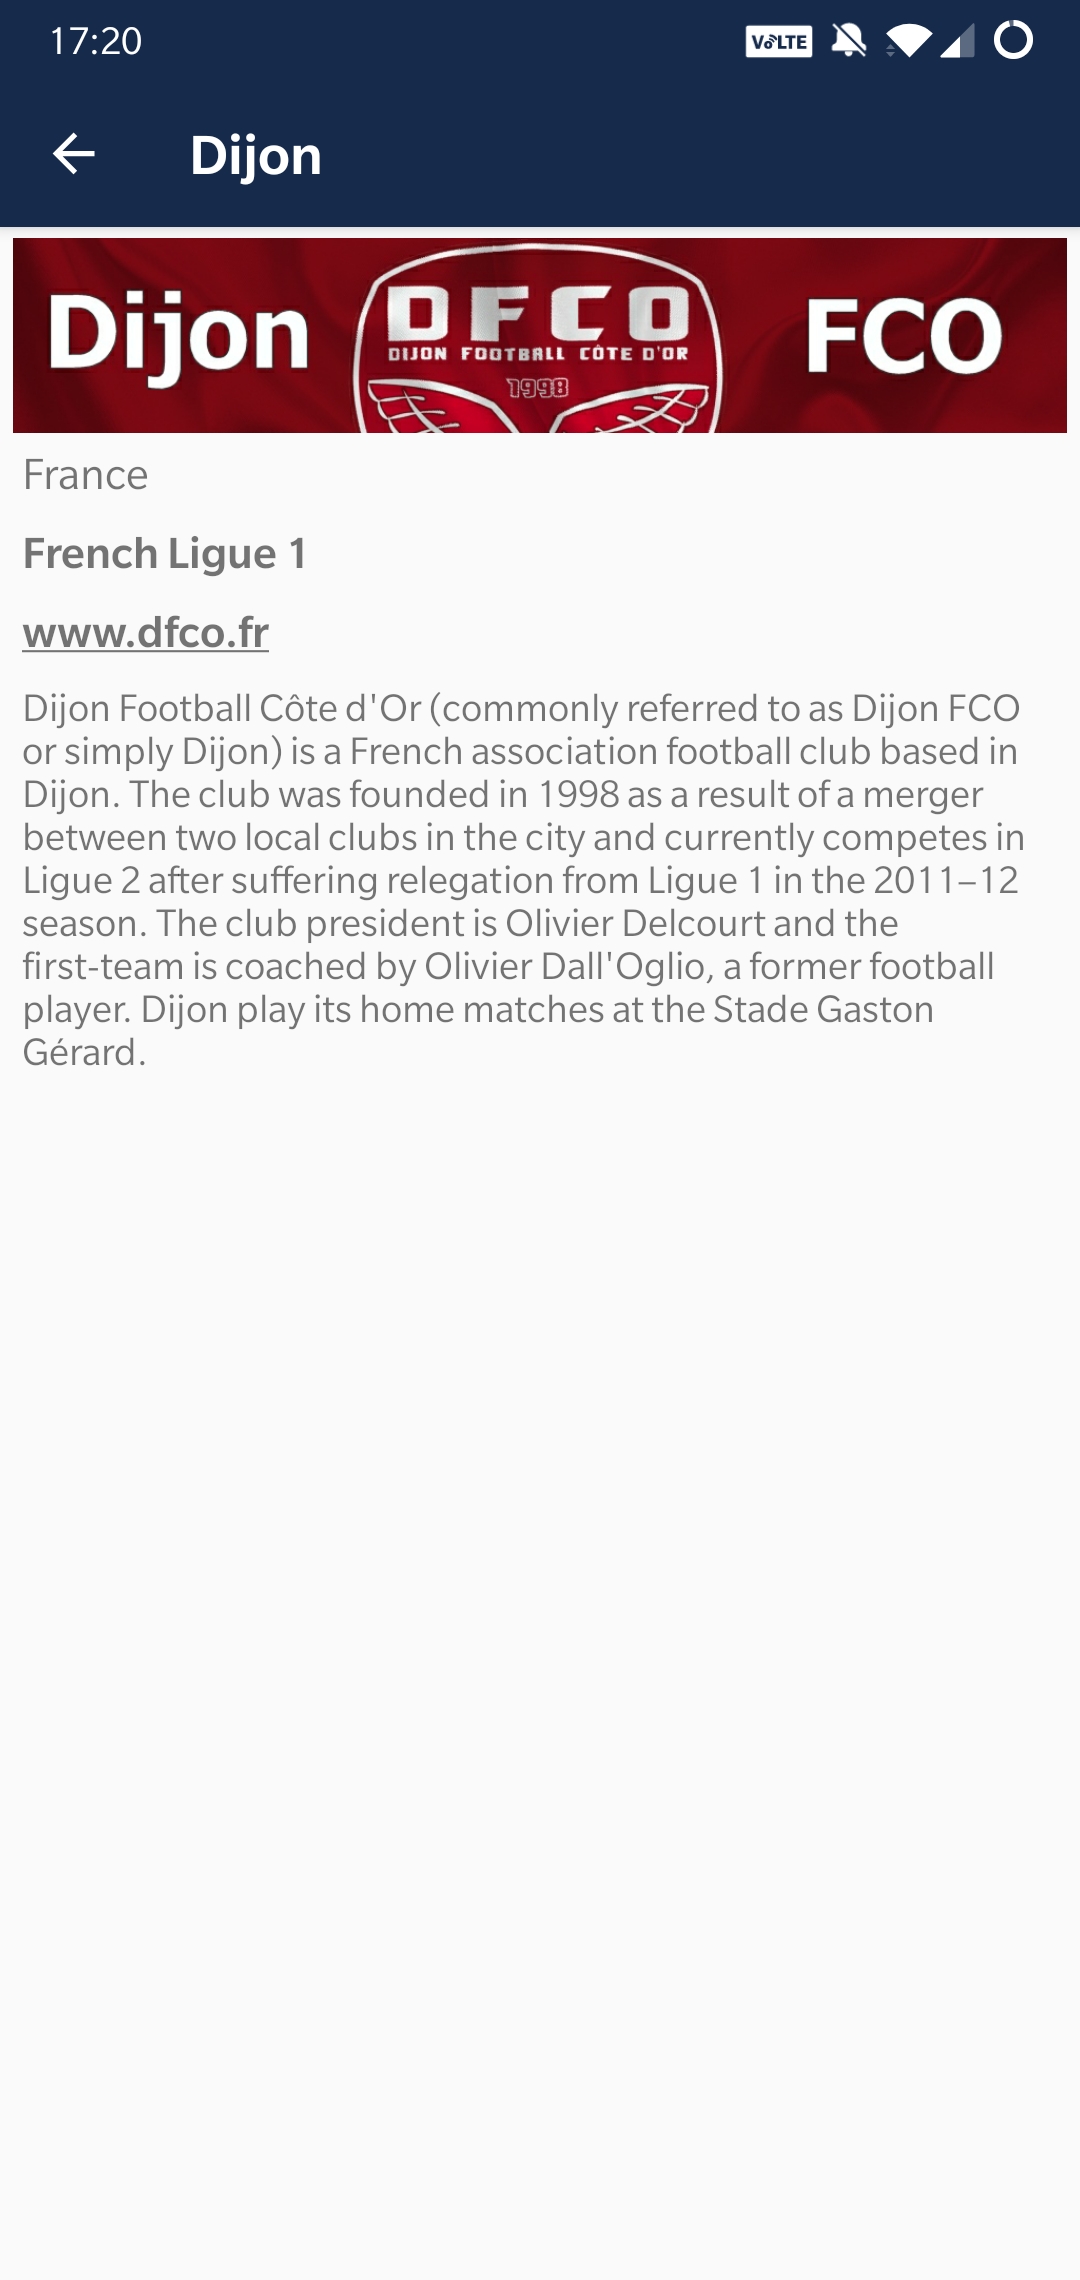 17:20
VoLTE
Dijon
Dijon
DFCO
FCO
DIJON FOOTBALL CÔTE D'OR
1998
France
French Ligue 1
www.dfco.fr
Dijon Football Côte d'Or (commonly referred to as Dijon FCO
or simply Dijon) is a French association football club based in
Dijon. The club was founded in 1998 as a result of a merger
between two local clubs in the city and currently competes in
Ligue 2 after suffering relegation from Ligue 1 in the 2011–12
season. The club president is Olivier Delcourt and the
first-team is coached by Olivier Dall'Oglio, a former football
player. Dijon play its home matches at the Stade Gaston
Gérard.